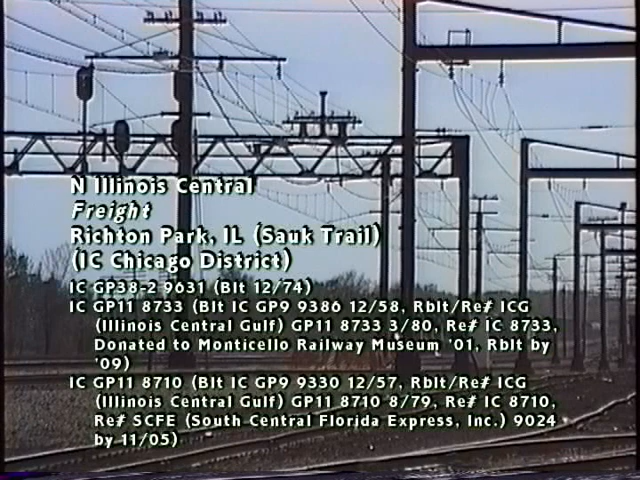 N Illinois Central
Freight
Richton Park, IL (Sauk Trail)
(IC Chicago District)
IC GP38-2 9631 (Blt 12/74)
IC GP11 8733 (Blt IC GP9 9386 12/58, Rblt/Re# ICG
(Illinois Central Gulf) GP11 8733 3/80, Re# IC 8733,
Donated to Monticello Railway Museum '01, Rblt by
'09)
IC GP11 8710 (Blt IC GP9 9330 12/57, Rblt/Re# ICG
(Illinois Central Gulf) GP11 8710 8/79, Re# IC 8710,
Re# SCFE (South Central Florida Express, Inc.) 9024
by 11/05)